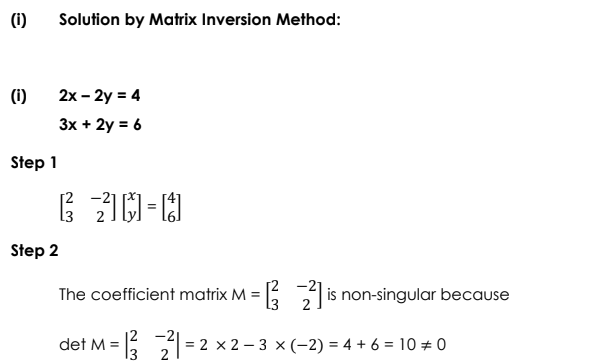 (i) Solution by Matrix Inversion Method:
(i) 2x – 2y = 4
3x + 2y = 6
Step 1
[2 −2
3 2] [x
y] = [4
6]
Step 2
The coefficient matrix M = [2 −2
3 2] is non-singular because
det M = |2 −2
3 2| = 2 × 2 – 3 × (–2) = 4 + 6 = 10 ≠ 0